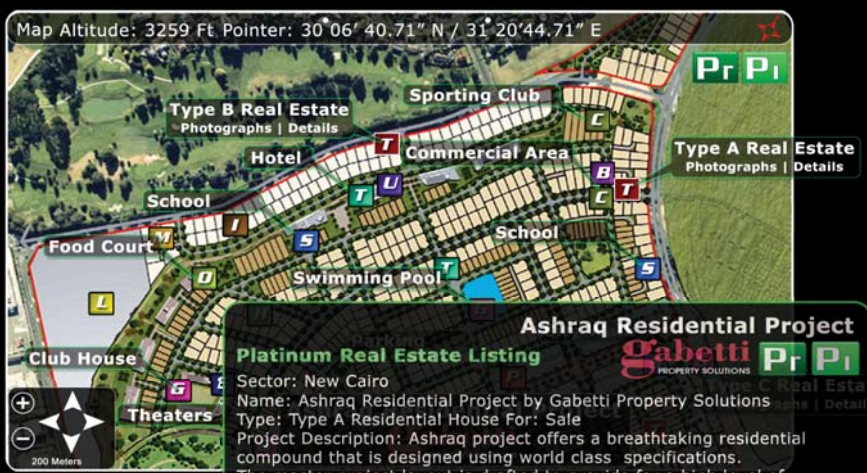 Map Altitude: 3259 Ft Pointer: 30 06' 40.71" N / 31 20'44.71" E
Pr PI
Sporting Club
C
Type B Real Estate
Photographs | Details
T
Commercial Area
Type A Real Estate
Photographs | Details
Hotel
T
U
B
C
T
School
S
I
M
School
S
Food Court
O
Swimming Pool
T
L
Ashraq Residential Project
Parking
gabetti
PROPERTY SOLUTIONS
Pr PI
Platinum Real Estate Listing
Club House
G
Type C Real Esta
Sector: New Cairo
Name: Ashraq Residential Project by Gabetti Property Solutions
Theaters
Type: Type A Residential House For: Sale
Project Description: Ashraq project offers a breathtaking residential
compound that is designed using world class specifications.
200 Meters